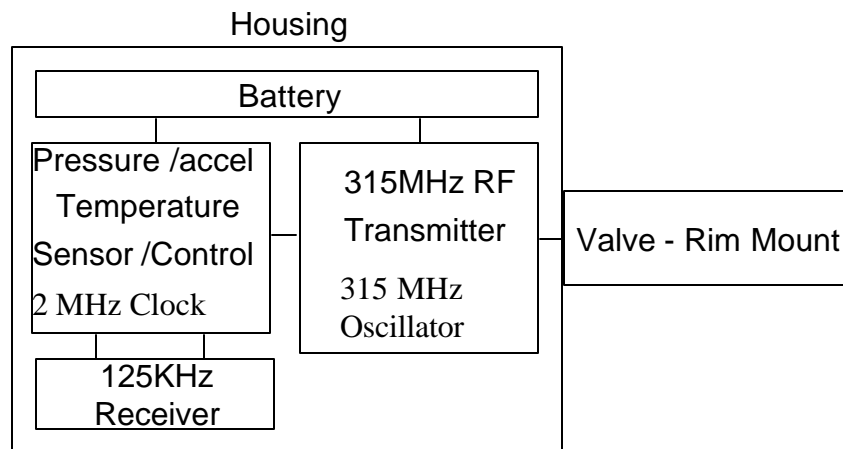 Housing
Battery
Pressure /accel
Temperature
Sensor /Control
2 MHz Clock
315MHz RF
Transmitter
315 MHz
Oscillator
Valve - Rim Mount
125KHz
Receiver